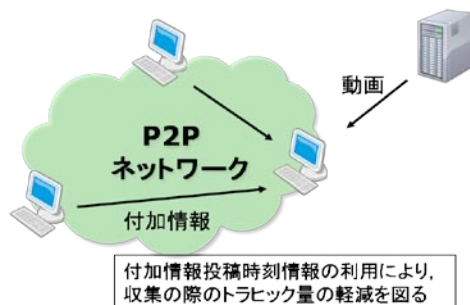 動画
P2P
ネットワーク
付加情報
付加情報投稿時刻情報の利用により,
収集の際のトラヒック量の軽減を図る